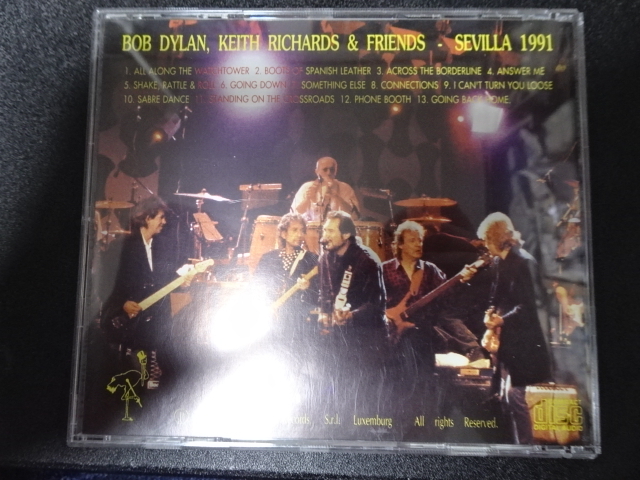 BOB DYLAN, KEITH RICHARDS & FRIENDS - SEVILLA 1991
1. ALL ALONG THE WATCHTOWER 2. BOOTS OF SPANISH LEATHER 3. ACROSS THE BORDERLINE 4. ANSWER ME
5. SHAKE, RATTLE & ROLL 6. GOING DOWN 7. SOMETHING ELSE 8. CONNECTIONS 9. I CAN'T TURN YOU LOOSE
10. SABRE DANCE 11. STANDING ON THE CROSSROADS 12. PHONE BOOTH 13. GOING BACK HOME.
S.r.l. Luxemburg All rights Reserved.